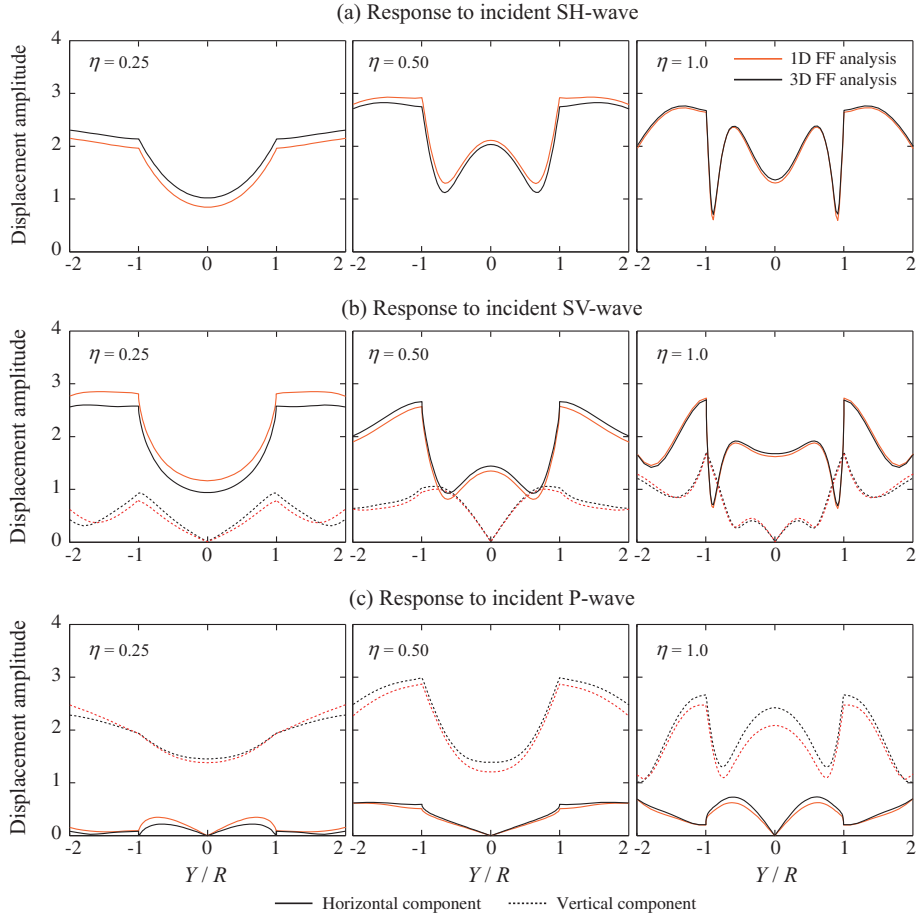 (a) Response to incident SH-wave
Displacement amplitude
4
3
2
1
0
η = 0.25
η = 0.50
η = 1.0
1D FF analysis
3D FF analysis
-2 -1 0 1 2 -2 -1 0 1 2 -2 -1 0 1 2
(b) Response to incident SV-wave
Displacement amplitude
4
3
2
1
0
η = 0.25
η = 0.50
η = 1.0
-2 -1 0 1 2 -2 -1 0 1 2 -2 -1 0 1 2
(c) Response to incident P-wave
Displacement amplitude
4
3
2
1
0
η = 0.25
η = 0.50
η = 1.0
-2 -1 0 1 2 -2 -1 0 1 2 -2 -1 0 1 2
Y / R
Y / R
Y / R
Horizontal component
Vertical component